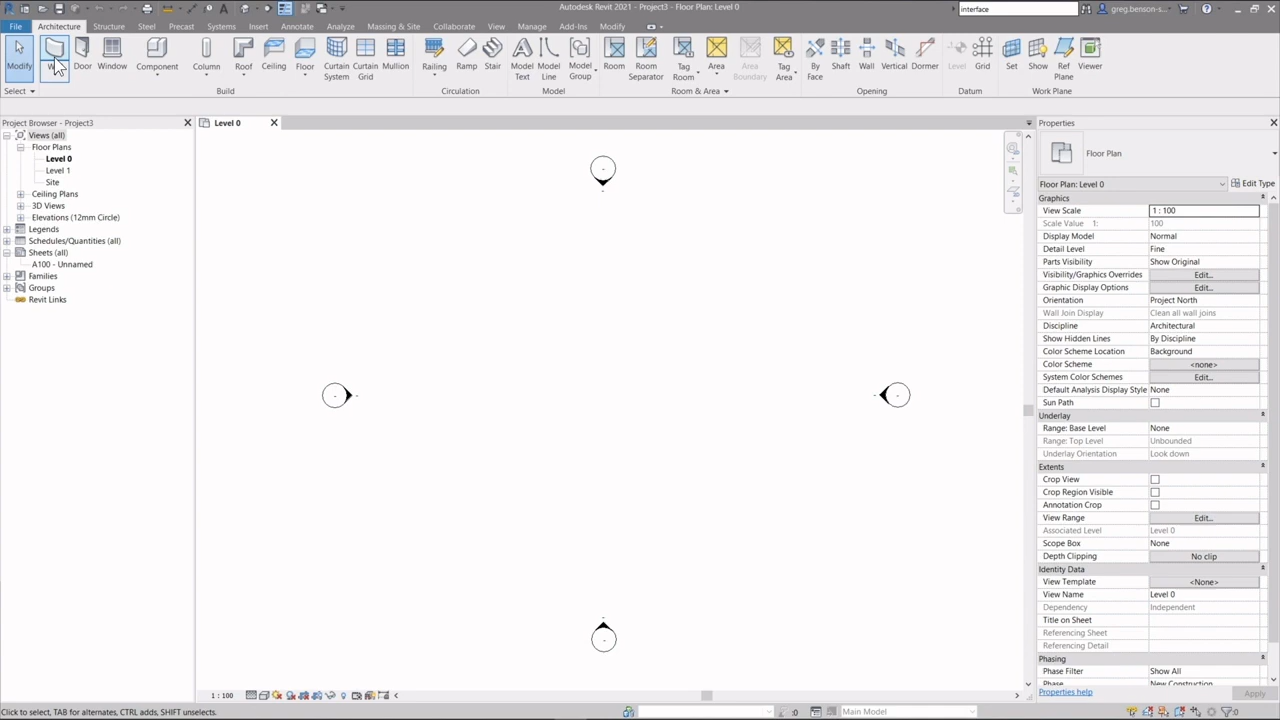 Autodesk Revit 2021 - Project3 - Floor Plan: Level 0
interface
greg.benson-s...
File Architecture Structure Steel Precast Systems Insert Annotate Analyze Massing & Site Collaborate View Manage Add-Ins Modify
Modify
Door
Window
Component
Column
Roof
Ceiling
Floor
Curtain System
Curtain Grid
Mullion
Railing
Ramp
Stair
Model Text
Model Line
Model Group
Room
Room Separator
Tag Room
Area
Area Boundary
Tag Area
By Face
Shaft
Wall
Vertical
Dormer
Level
Grid
Set
Show
Ref Plane
Viewer
Select
Build
Circulation
Model
Room & Area
Opening
Datum
Work Plane
Project Browser - Project3
Views (all)
Floor Plans
Level 0
Level 1
Site
Ceiling Plans
3D Views
Elevations (12mm Circle)
Legends
Schedules/Quantities (all)
Sheets (all)
A100 - Unnamed
Families
Groups
Revit Links
Level 0
Properties
Floor Plan
Floor Plan: Level 0
Edit Type
Graphics
View Scale 1 : 100
Scale Value 1: 100
Display Model Normal
Detail Level Fine
Parts Visibility Show Original
Visibility/Graphics Overrides Edit...
Graphic Display Options Edit...
Orientation Project North
Wall Join Display Clean all wall joins
Discipline Architectural
Show Hidden Lines By Discipline
Color Scheme Location Background
Color Scheme <none>
System Color Schemes Edit...
Default Analysis Display Style None
Sun Path
Underlay
Range: Base Level None
Range: Top Level Unbounded
Underlay Orientation Look down
Extents
Crop View
Crop Region Visible
Annotation Crop
View Range Edit...
Associated Level Level 0
Scope Box None
Depth Clipping No clip
Identity Data
View Template <None>
View Name Level 0
Dependency Independent
Title on Sheet
Referencing Sheet
Referencing Detail
Phasing
Phase Filter Show All
Phase New Construction
Properties help
Apply
1 : 100
Click to select, TAB for alternates, CTRL adds, SHIFT unselects.
:0
Main Model
:0